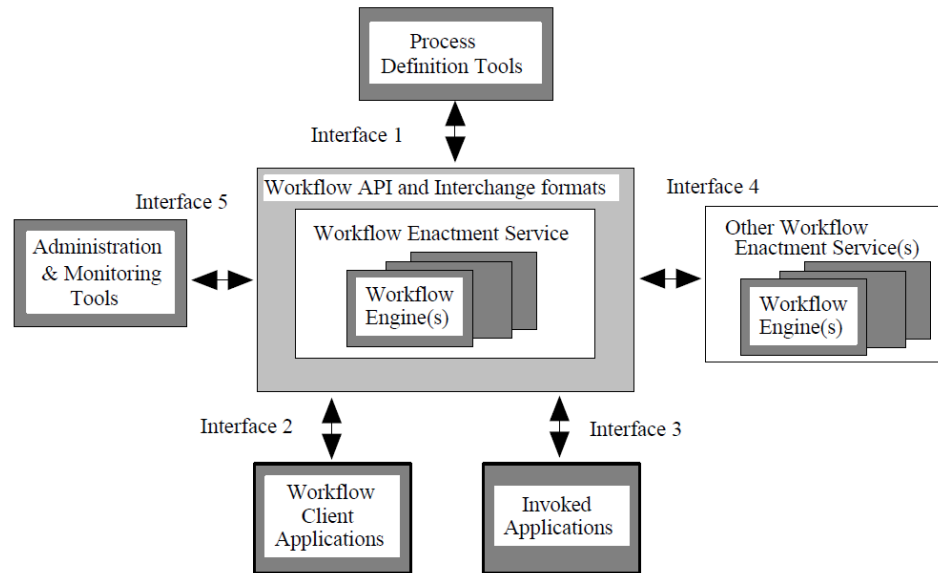 Process
Definition Tools
Interface 1
Workflow API and Interchange formats
Interface 5
Interface 4
Administration
& Monitoring
Tools
Workflow Enactment Service
Workflow
Engine(s)
Other Workflow
Enactment Service(s)
Workflow
Engine(s)
Interface 2
Interface 3
Workflow
Client
Applications
Invoked
Applications